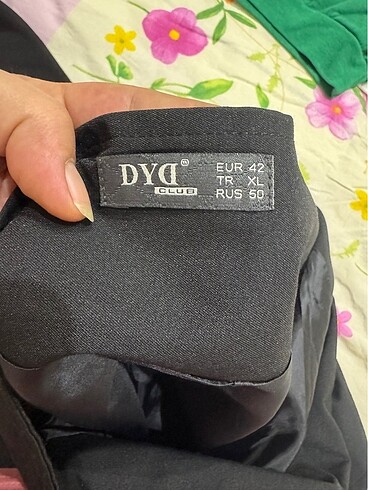 DYD
CLUB
EUR 42
TR XL
RUS 50